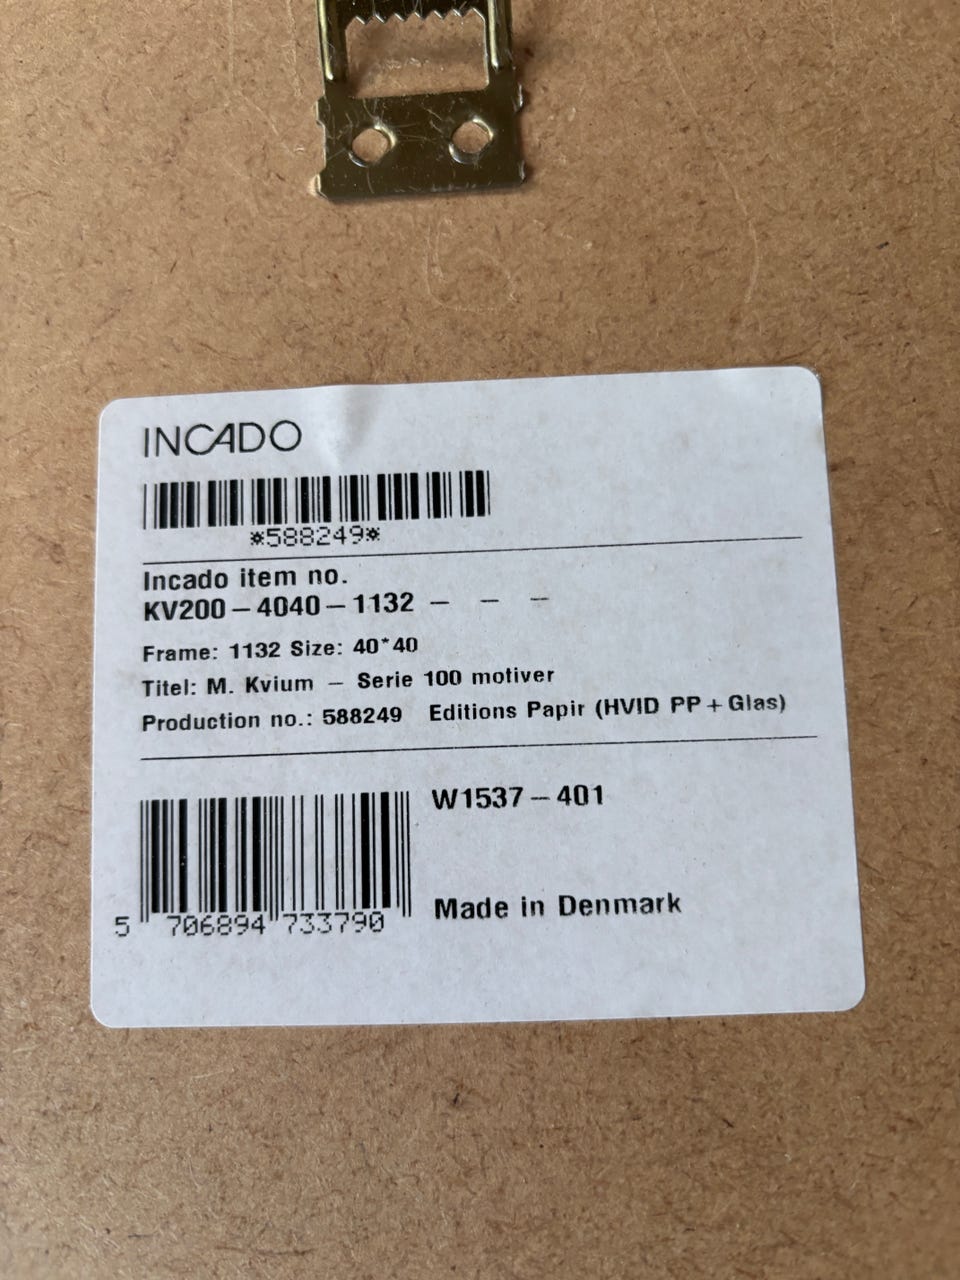 INCADO
*588249*
Incado item no.
KV200-4040-1132 - - -
Frame: 1132 Size: 40*40
Titel: M. Kvium - Serie 100 motiver
Production no.: 588249 Editions Papir (HVID PP+Glas)
W1537-401
Made in Denmark
5 706894 733790